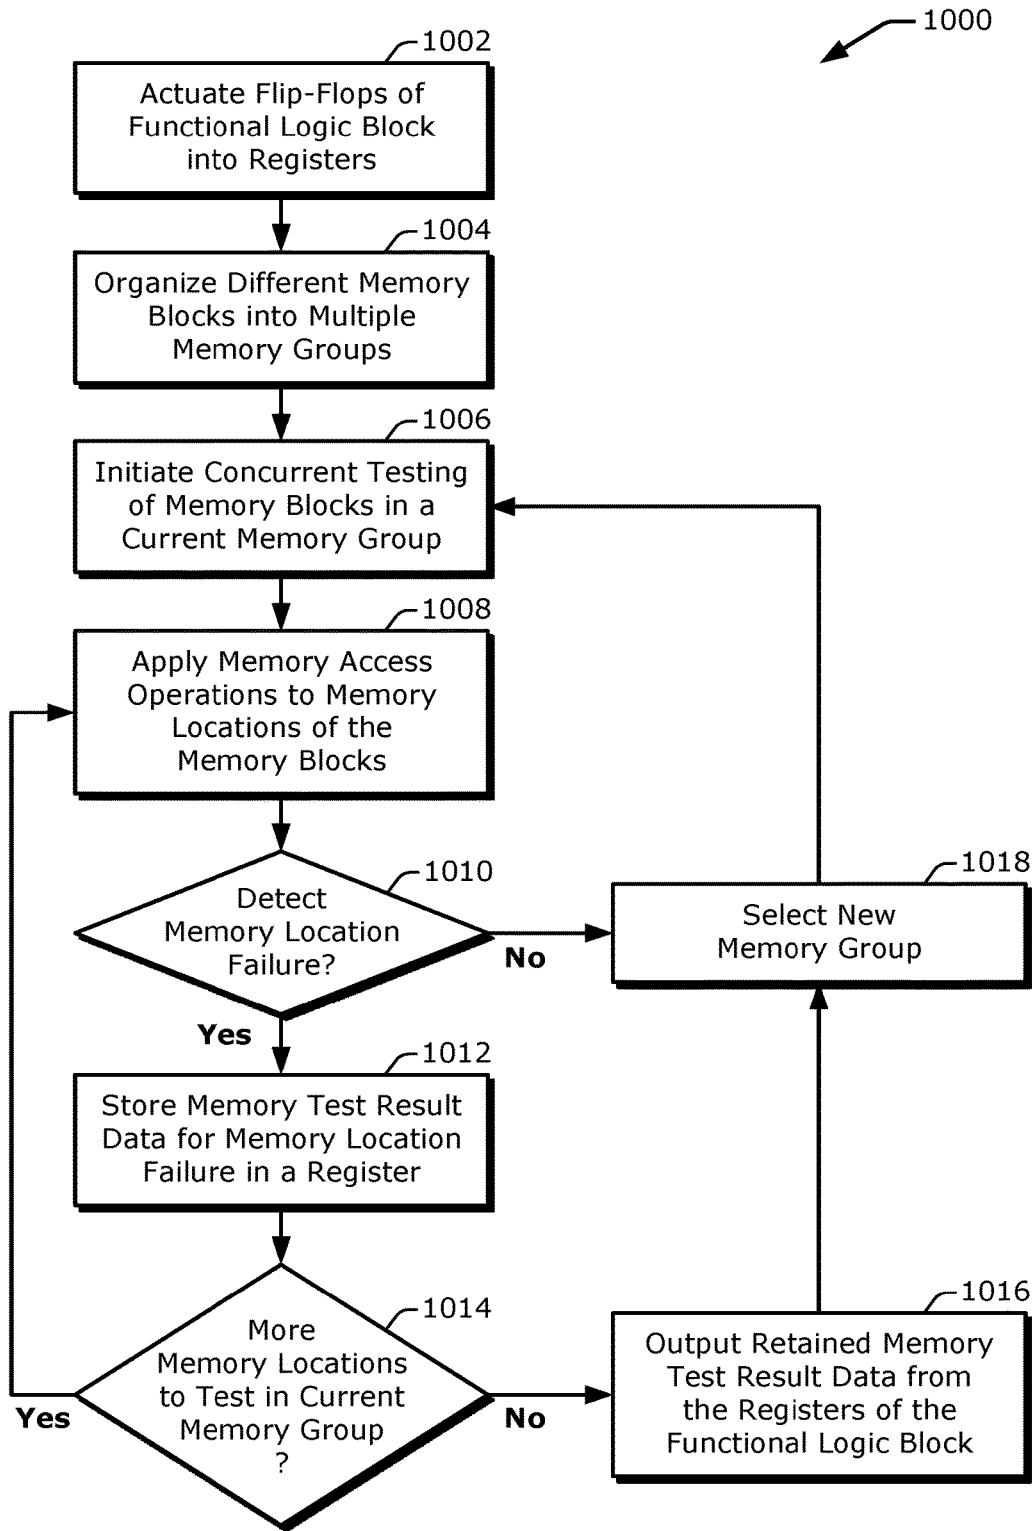 1000
1002
Actuate Flip-Flops of
Functional Logic Block
into Registers
1004
Organize Different Memory
Blocks into Multiple
Memory Groups
1006
Initiate Concurrent Testing
of Memory Blocks in a
Current Memory Group
1008
Apply Memory Access
Operations to Memory
Locations of the
Memory Blocks
1010
Detect
Memory Location
Failure?
No
Yes
1018
Select New
Memory Group
1012
Store Memory Test Result
Data for Memory Location
Failure in a Register
1014
More
Memory Locations
to Test in Current
Memory Group
?
Yes
No
1016
Output Retained Memory
Test Result Data from
the Registers of the
Functional Logic Block